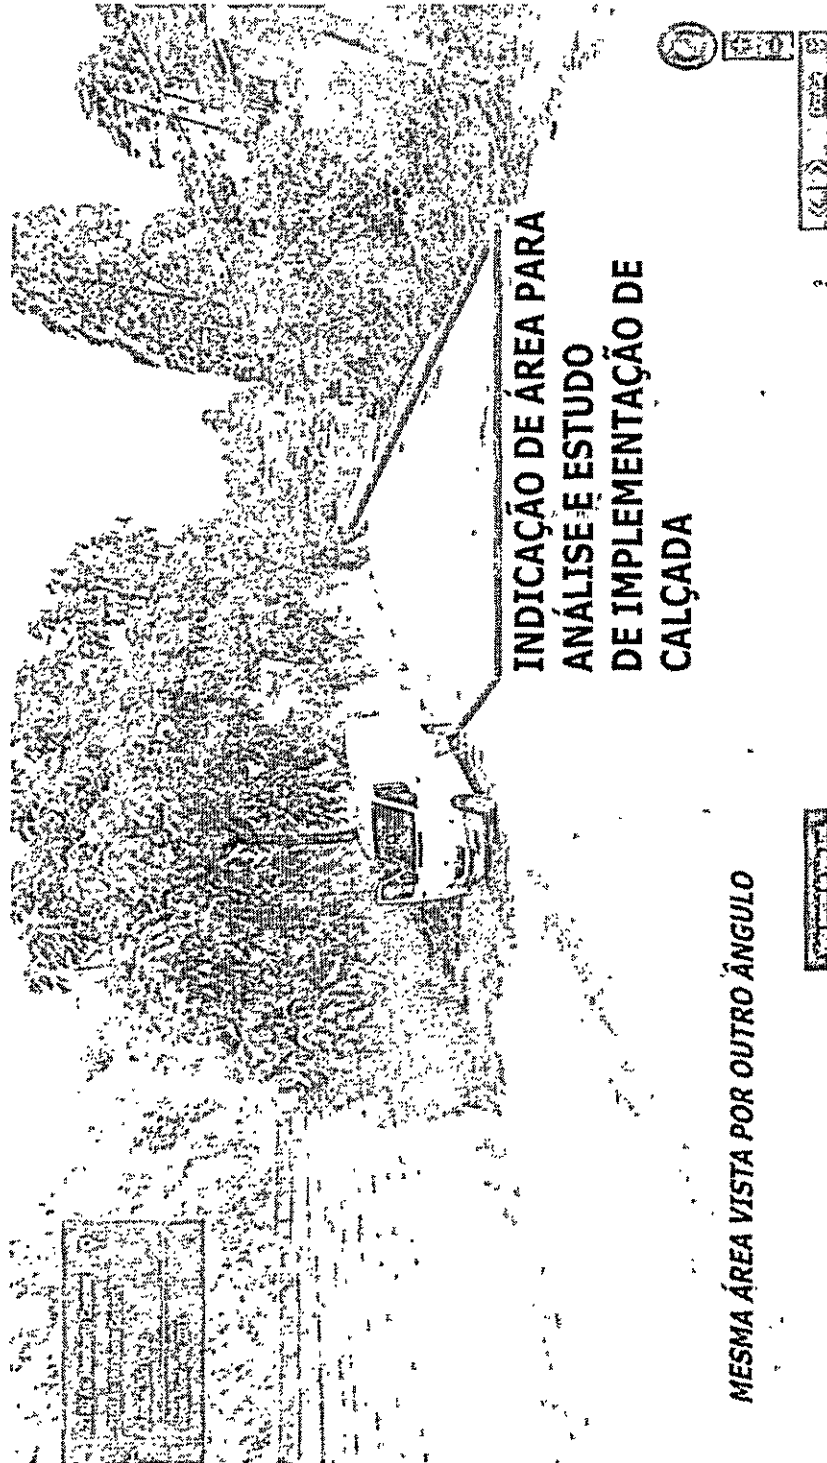 INDICAÇÃO DE ÁREA PARA
ANÁLISE E ESTUDO
DE IMPLEMENTAÇÃO DE
CALÇADA
MESMA ÁREA VISTA POR OUTRO ÂNGULO